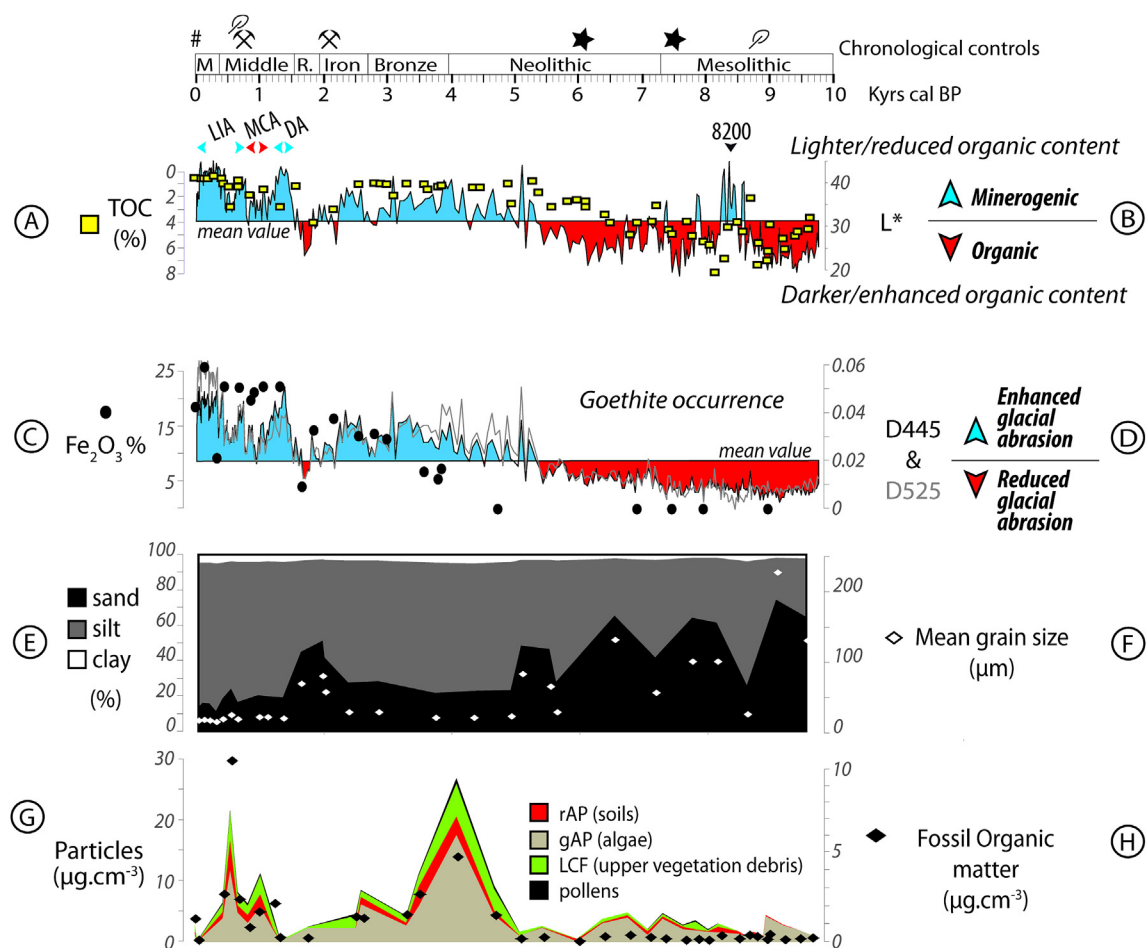 #
Chronological controls
M Middle R. Iron Bronze Neolithic Mesolithic
0 1 2 3 4 5 6 7 8 9 10 Kyrs cal BP
LIA MCA DA 8200
Lighter/reduced organic content
A TOC (%)
0
2
4
6
8
mean value
40
30
20
L*
Minerogenic
Organic
B
Darker/enhanced organic content
C Fe2O3 %
25
15
5
Goethite occurrence
mean value
0.06
0.04
0.02
0
D445
&
D525
Enhanced
glacial
abrasion
Reduced
glacial
abrasion
D
E
sand
silt
clay
(%)
100
80
60
40
20
0
200
100
0
Mean grain size
(µm)
F
G
Particles
(µg.cm-3)
30
20
10
0
rAP (soils)
gAP (algae)
LCF (upper vegetation debris)
pollens
10
5
0
Fossil Organic
matter
(µg.cm-3)
H